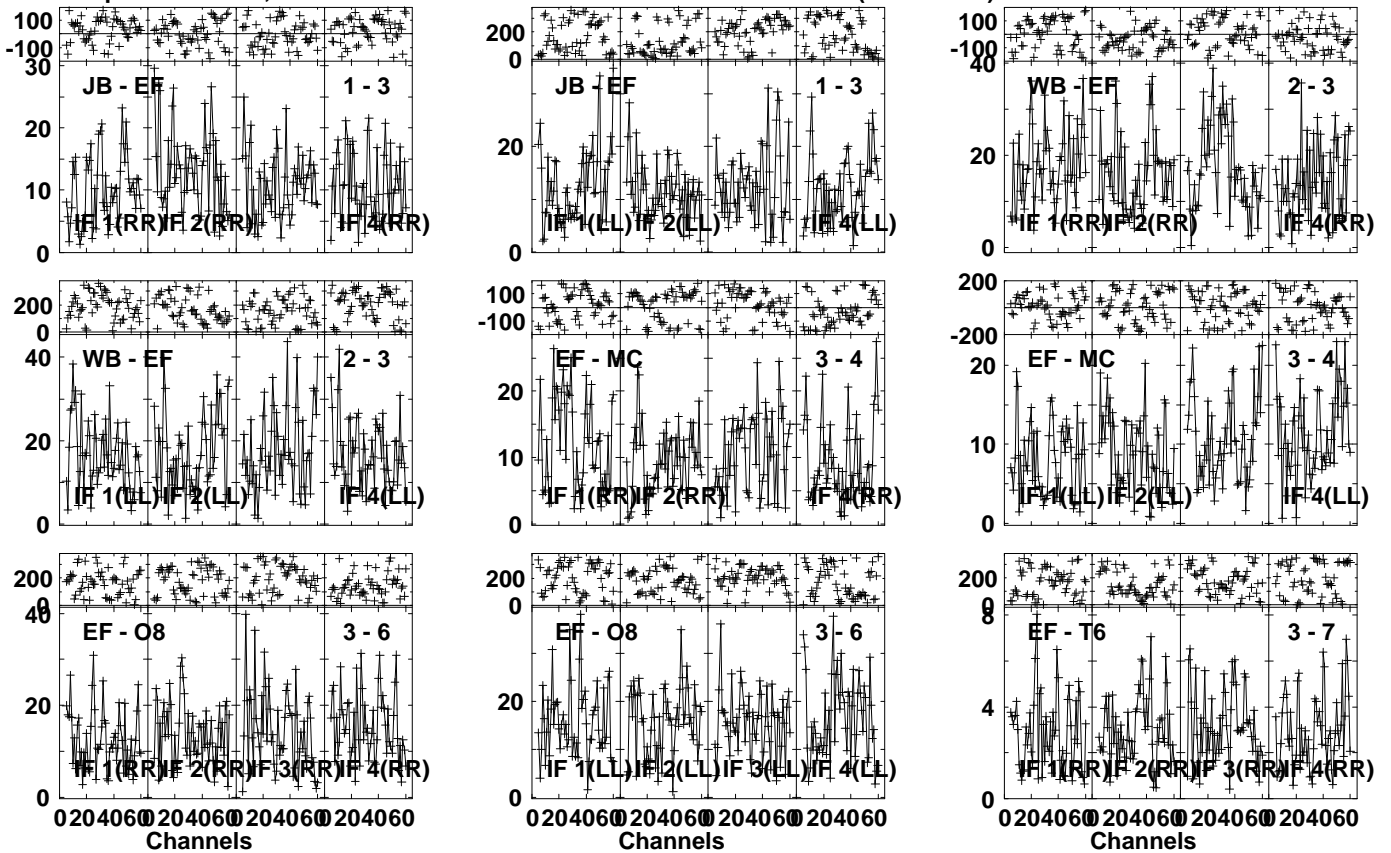 100 200 100
-100 0 -100
30 JB - EF 1 - 3 JB - EF 1 - 3 40 WB - EF 2 - 3
20 20 20
10
IF 1(RR) IF 2(RR) IF 4(RR) IF 1(LL) IF 2(LL) IF 4(LL) IF 1(RR) IF 2(RR) IF 4(RR)
0 0 0
200 100 200
0 -100 -200
40 WB - EF 2 - 3 EF - MC 3 - 4 EF - MC 3 - 4
20 20 20
10 10
IF 1(LL) IF 2(LL) IF 4(LL) IF 1(RR) IF 2(RR) IF 4(RR) IF 1(LL) IF 2(LL) IF 4(LL)
0 0 0
200 200 200
0 0 0
40 EF - O8 3 - 6 EF - O8 3 - 6 8 EF - T6 3 - 7
20 20 4
IF 1(RR) IF 2(RR) IF 3(RR) IF 4(RR) IF 1(LL) IF 2(LL) IF 3(LL) IF 4(LL) IF 1(RR) IF 2(RR) IF 3(RR) IF 4(RR)
0 0 0
0 20 40 60 0 20 40 60 0 20 40 60 0 20 40 60 0 20 40 60 0 20 40 60 0 20 40 60 0 20 40 60 0 20 40 60 0 20 40 60 0 20 40 60 0 20 40 60
Channels Channels Channels